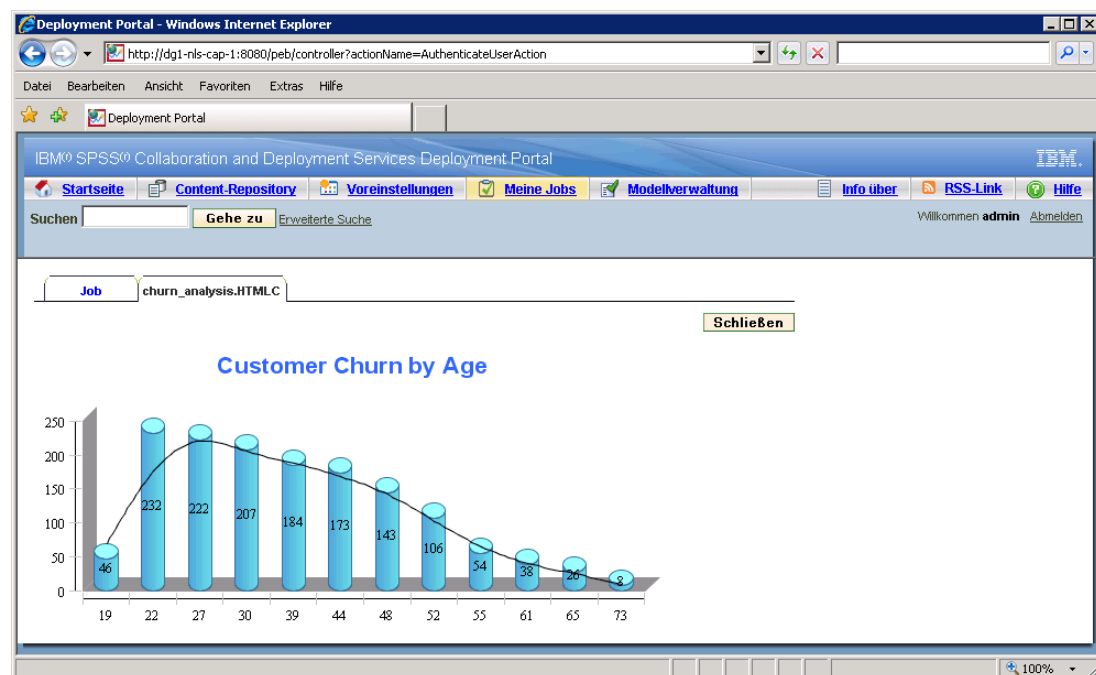 Deployment Portal - Windows Internet Explorer
http://dg1-nls-cap-1:8080/peb/controller?actionName=AuthenticateUserAction
Datei Bearbeiten Ansicht Favoriten Extras Hilfe
Deployment Portal
IBM® SPSS® Collaboration and Deployment Services Deployment Portal IBM.
Startseite Content-Repository Voreinstellungen Meine Jobs Modellverwaltung Info über RSS-Link Hilfe
Suchen Gehe zu Erweiterte Suche Willkommen admin Abmelden
Job churn_analysis.HTMLC
Schließen
Customer Churn by Age
250
200
150
100
50
0
46 232 222 207 184 173 143 106 54 38 26 8
19 22 27 30 39 44 48 52 55 61 65 73
100%